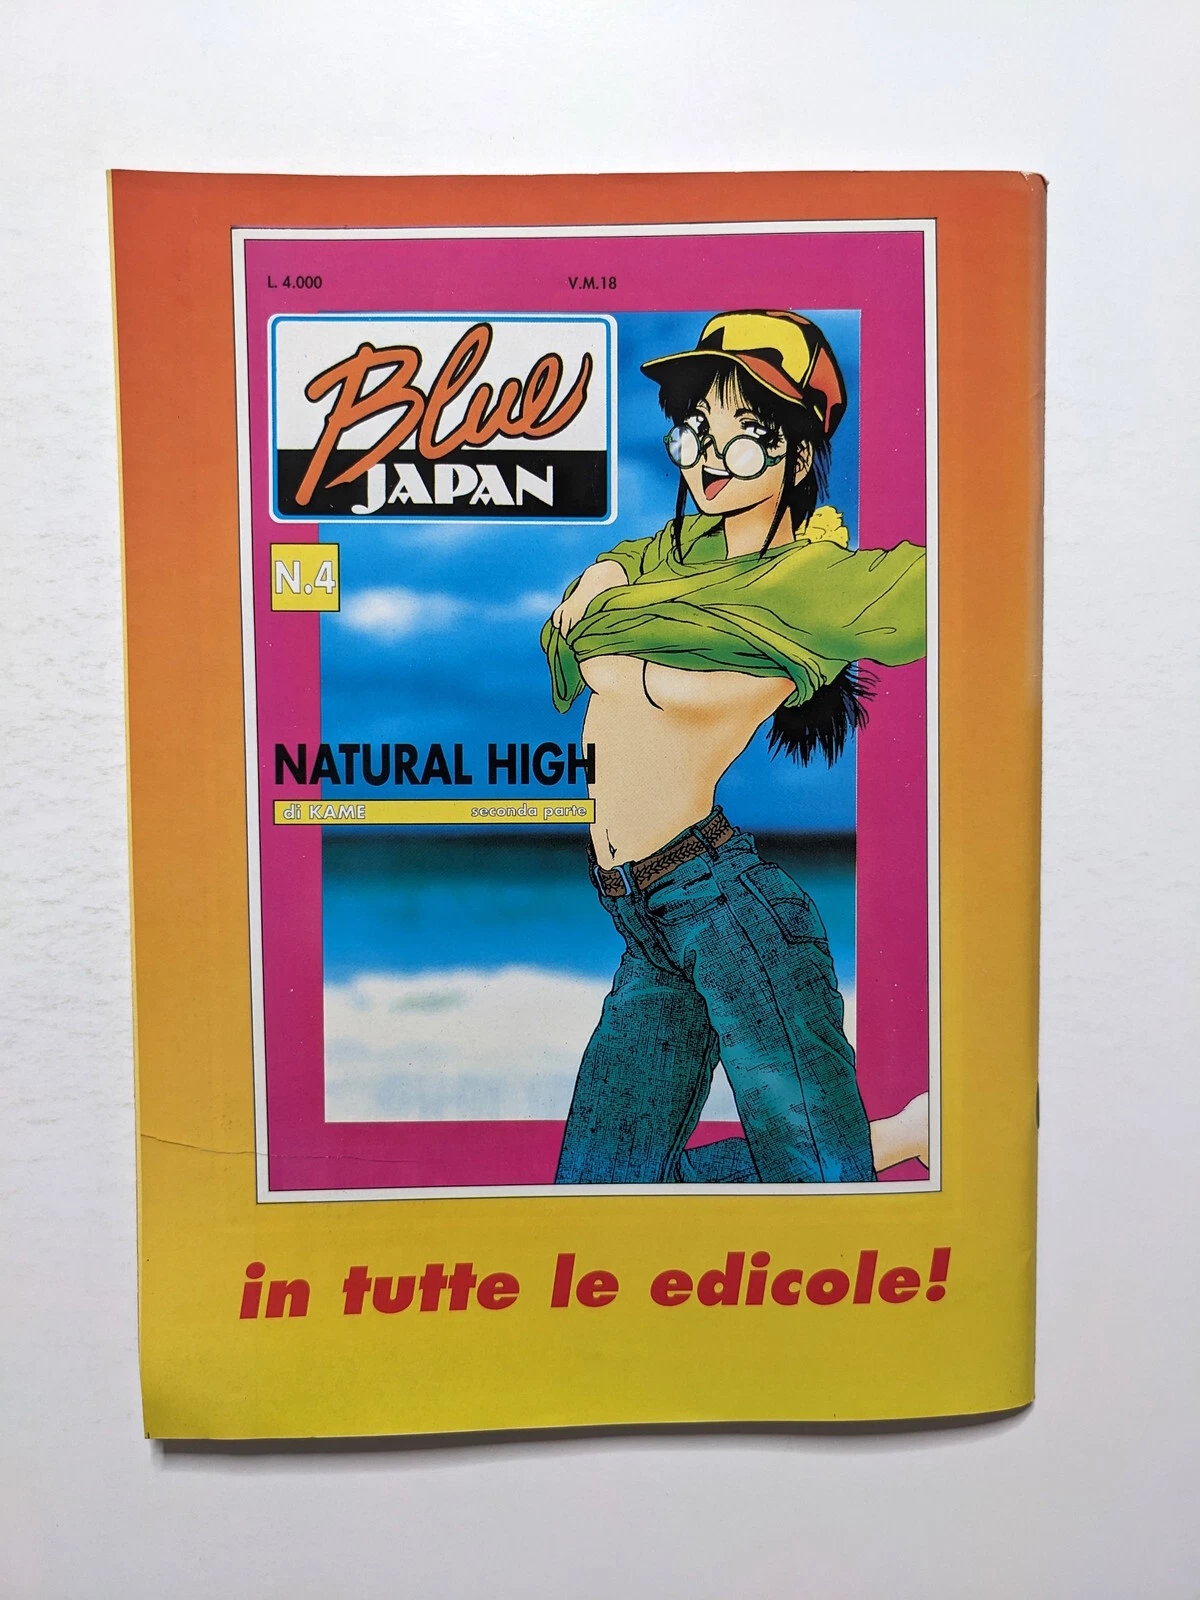 L. 4.000 V.M.18
Blue
JAPAN
N.4
NATURAL HIGH
di KAME seconda parte
in tutte le edicole!